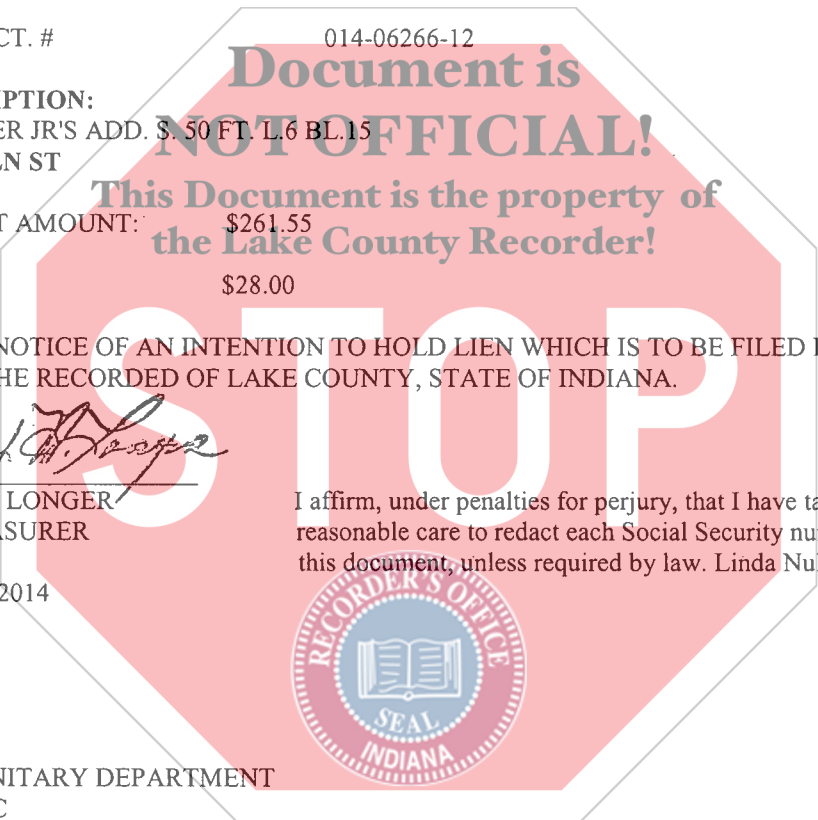 CT. # 014-06266-12
Document is
IPTION:
ER JR'S ADD. S. 50 FT. L.6 BL.15
NOT OFFICIAL!
LN ST
This Document is the property of
T AMOUNT: $261.55
the Lake County Recorder!
$28.00
STOP
NOTICE OF AN INTENTION TO HOLD LIEN WHICH IS TO BE FILED
HE RECORDED OF LAKE COUNTY, STATE OF INDIANA.
LONGER
ASURER
I affirm, under penalties for perjury, that I have ta
reasonable care to redact each Social Security nu
this document, unless required by law. Linda Nu
2014
RECORDER'S OFFICE
SEAL
INDIANA
NITARY DEPARTMENT
C